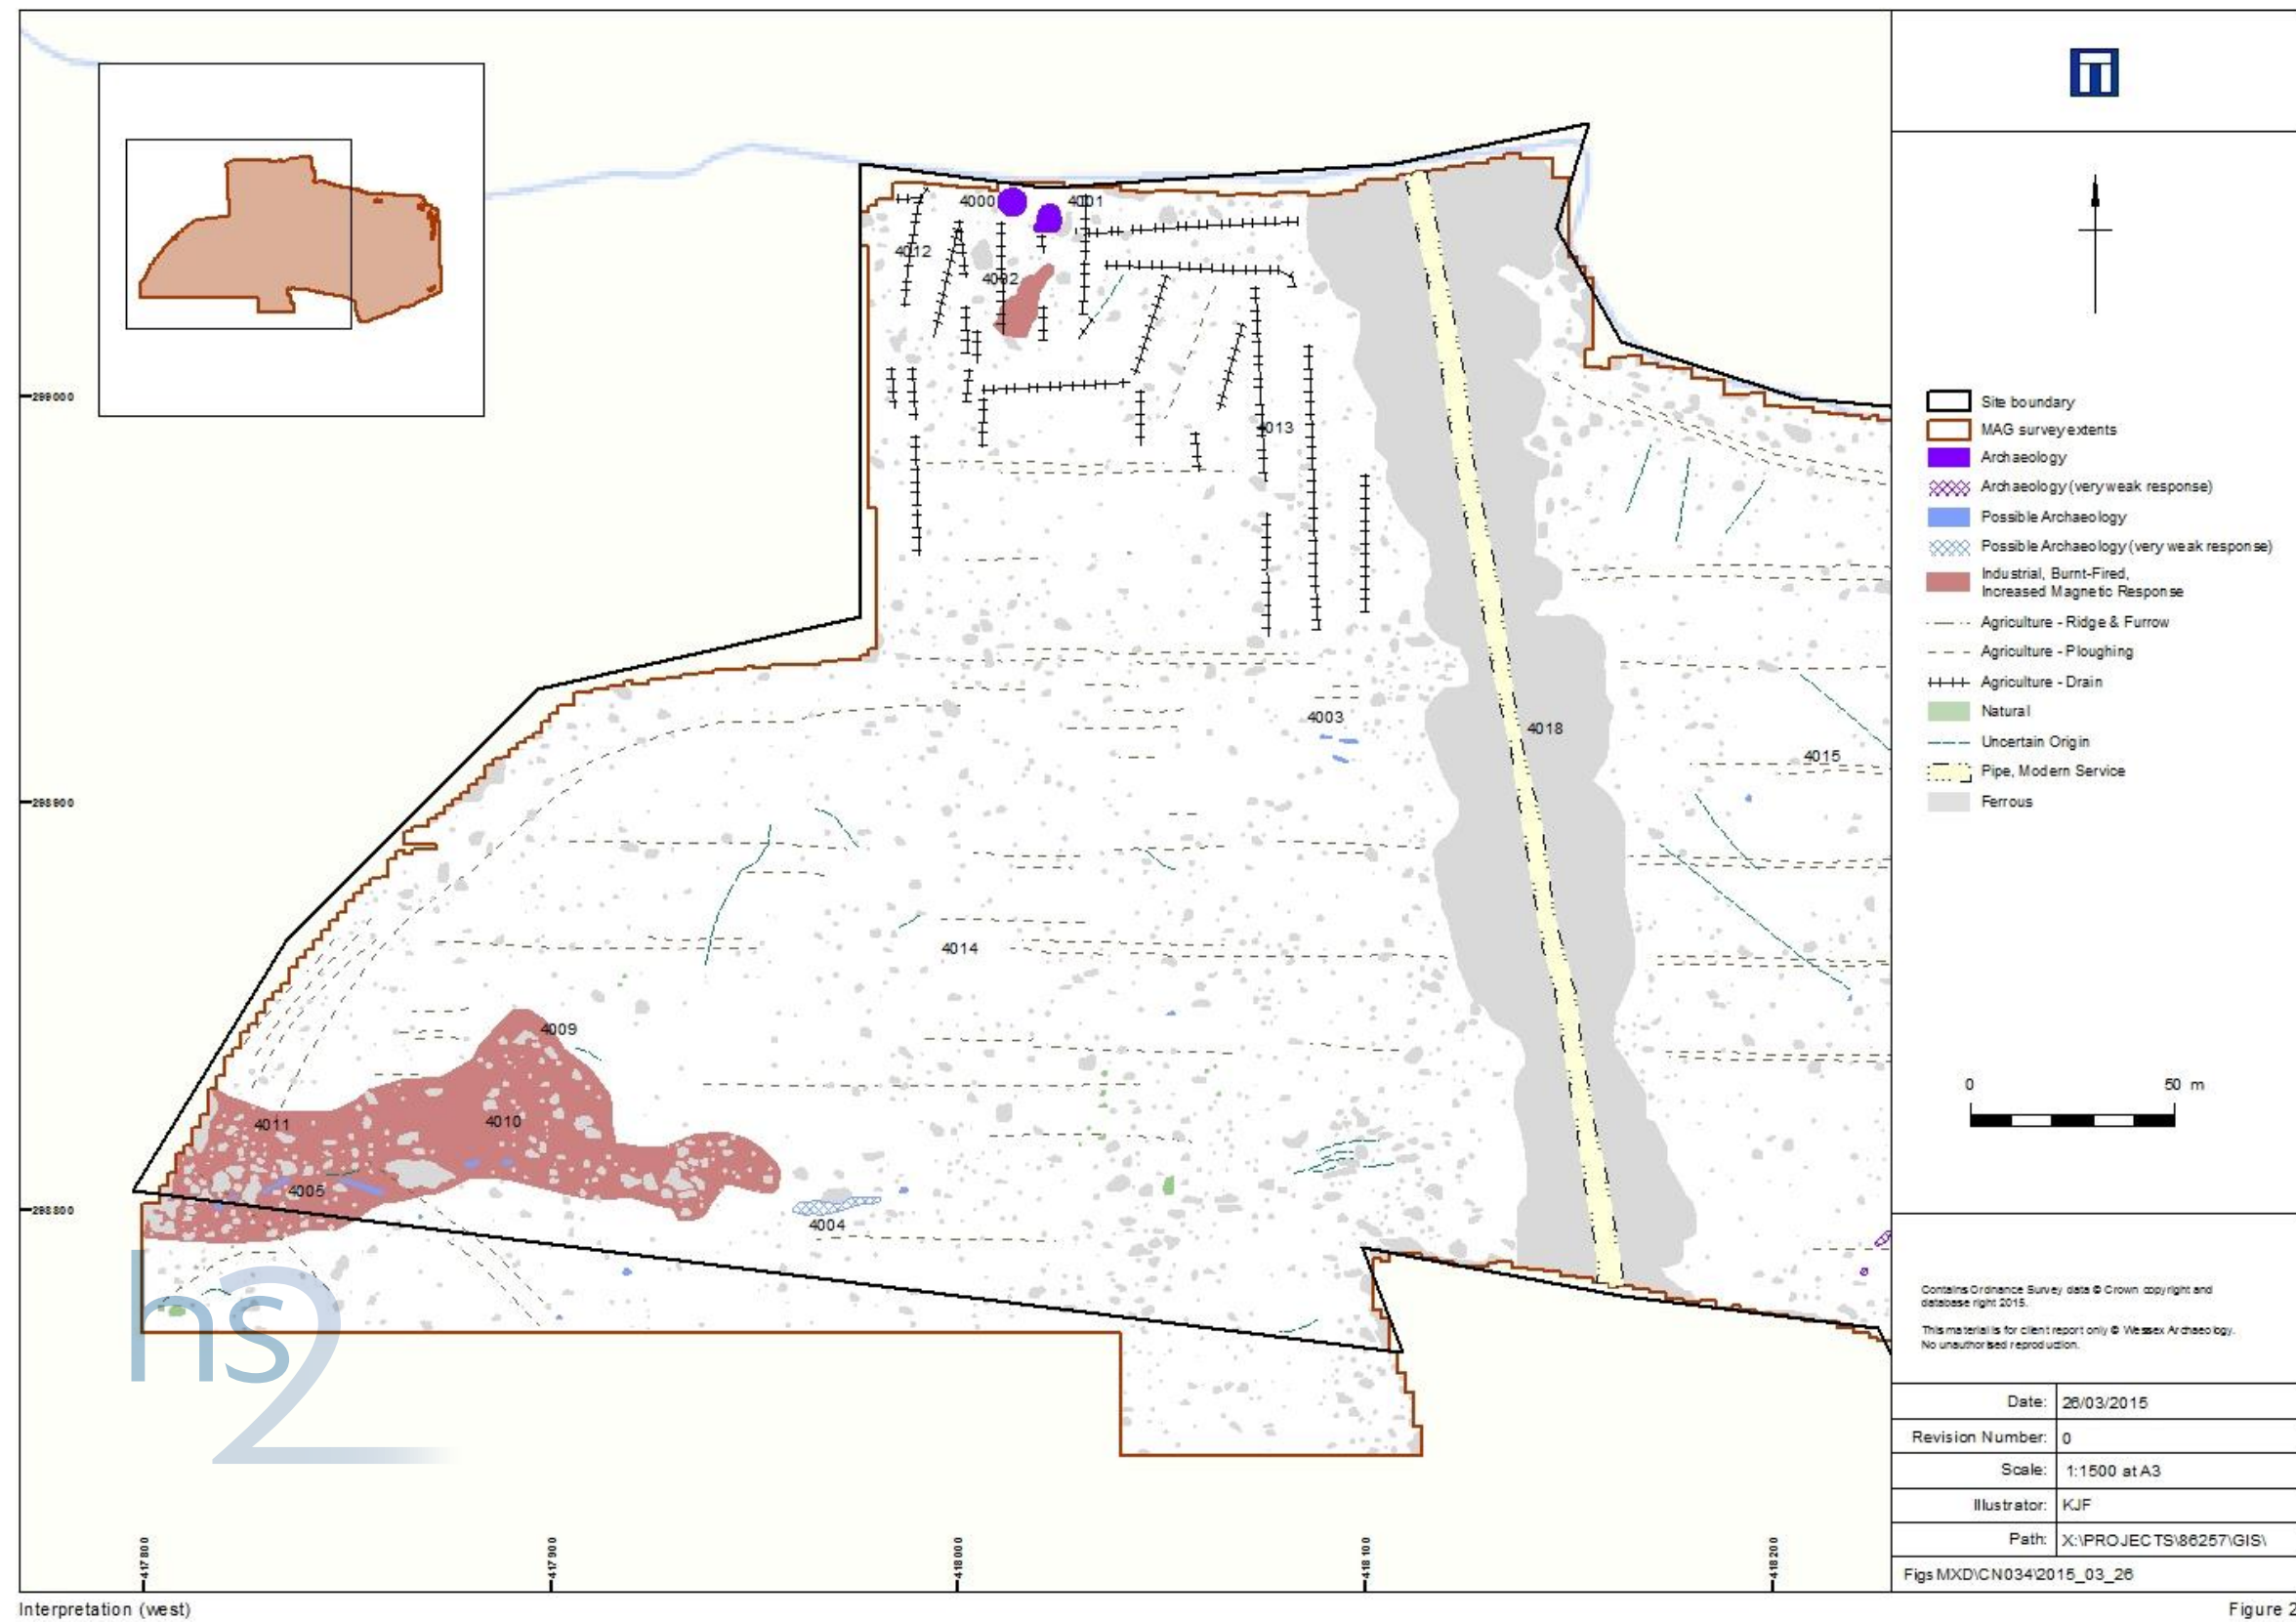 4000
4001
4012
4002
299000
4013
4003
4018
4015
298900
4014
4009
4011
4010
4005
298800
4004
hs2
417800
417900
418000
418100
418200
Interpretation (west)
Site boundary
MAG survey extents
Archaeology
Archaeology (very weak response)
Possible Archaeology
Possible Archaeology (very weak response)
Industrial, Burnt-Fired,
Increased Magnetic Response
Agriculture - Ridge & Furrow
Agriculture - Ploughing
Agriculture - Drain
Natural
Uncertain Origin
Pipe, Modern Service
Ferrous
0 50 m
Contains Ordnance Survey data © Crown copyright and
database right 2015.
This material is for client report only © Wessex Archaeology.
No unauthorised reproduction.
Date: 26/03/2015
Revision Number: 0
Scale: 1:1500 at A3
Illustrator: KJF
Path: X:\PROJECTS\86257\GIS\
Figs MXD\CN034\2015_03_26
Figure 2